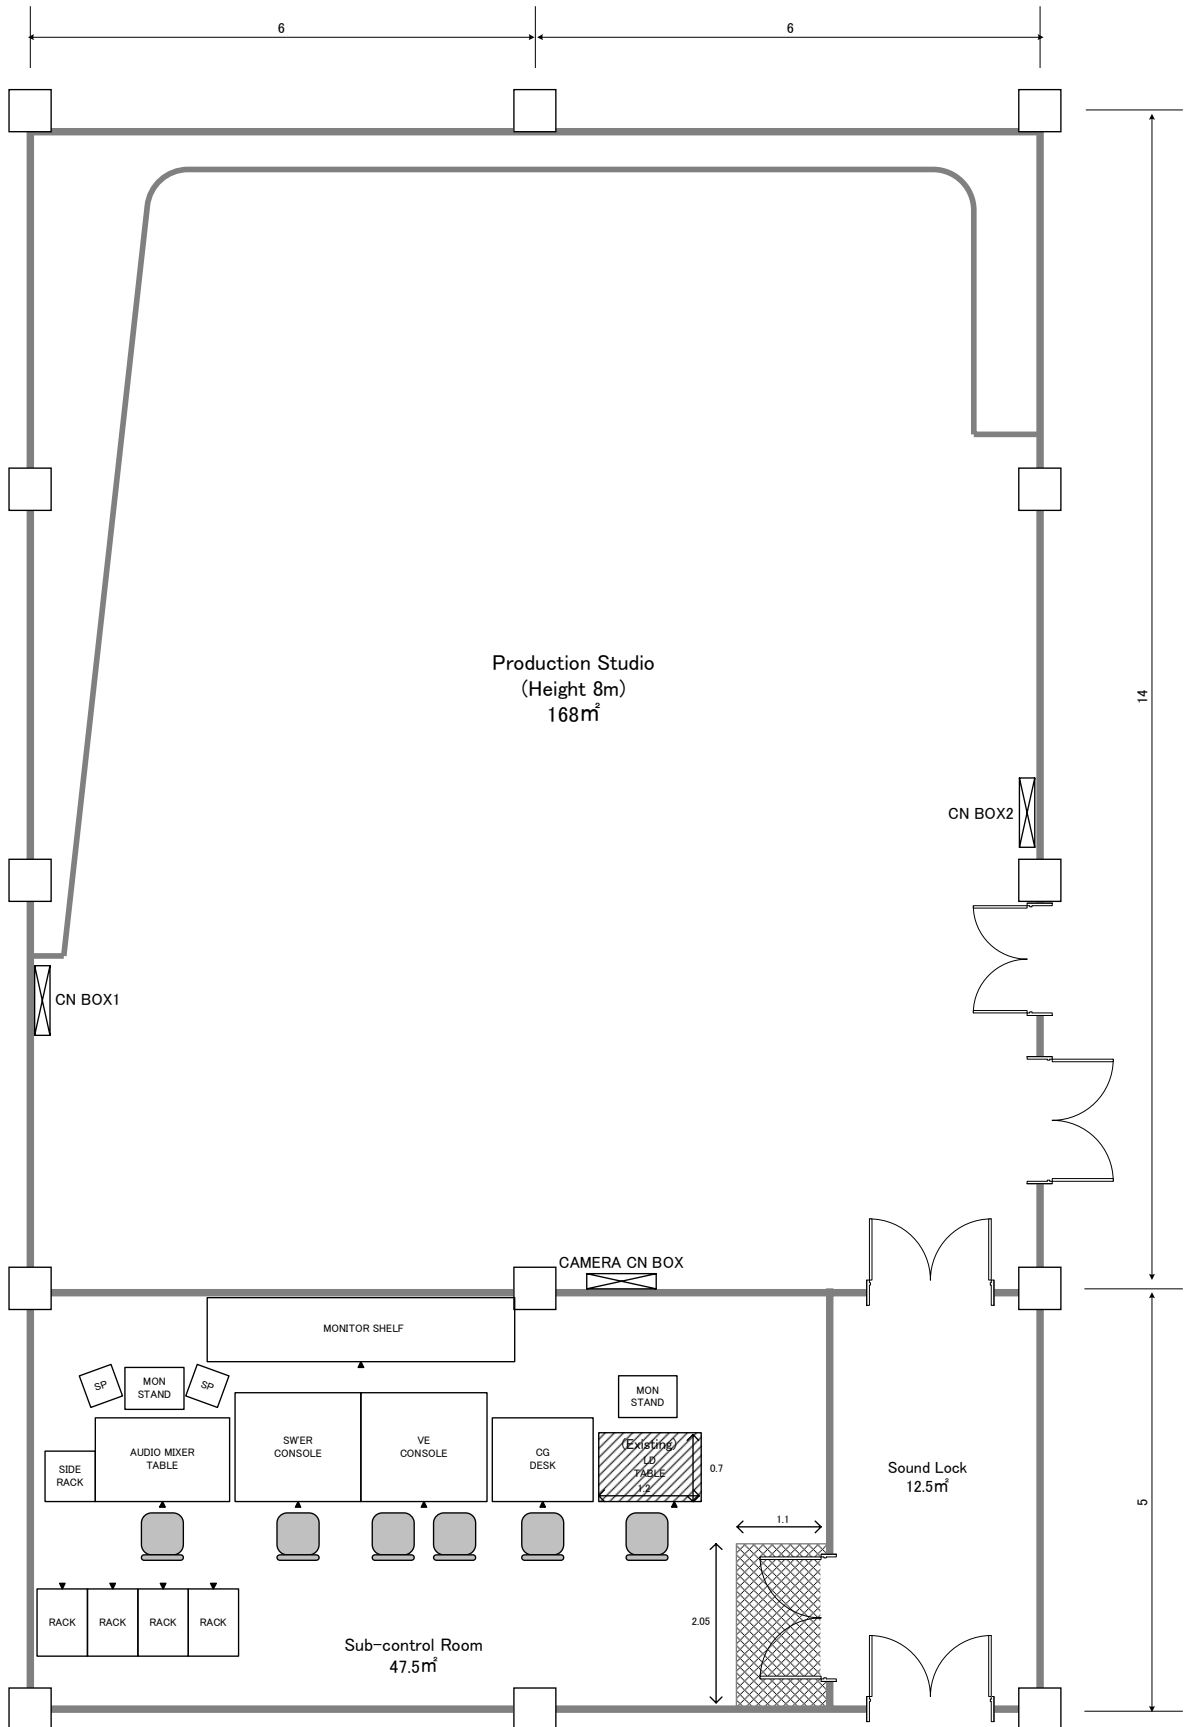 6
6
Production Studio
(Height 8m)
168㎡
14
CN BOX2
CN BOX1
CAMERA CN BOX
MONITOR SHELF
SP
MON
STAND
SP
MON
STAND
AUDIO MIXER
TABLE
SW'ER
CONSOLE
VE
CONSOLE
CG
DESK
(Existing)
LD
TABLE
1.2
0.7
SIDE
RACK
Sound Lock
12.5㎡
5
1.1
2.05
RACK
RACK
RACK
RACK
Sub-control Room
47.5㎡